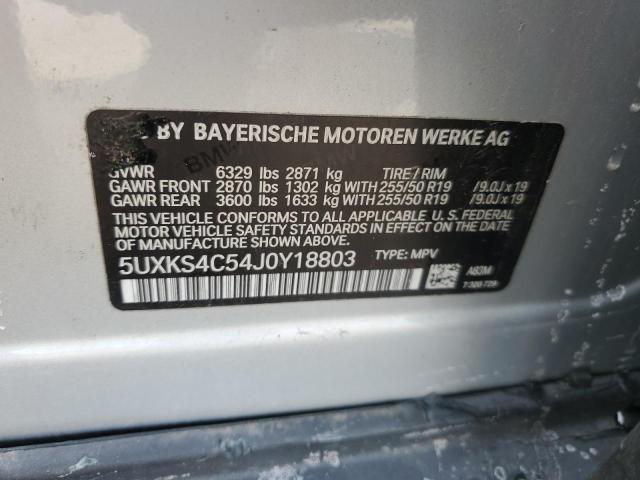 BY BAYERISCHE MOTOREN WERKE AG
GVWR 6329 lbs 2871 kg TIRE / RIM
GAWR FRONT 2870 lbs 1302 kg WITH 255/50 R19 /9.0J x 19
GAWR REAR 3600 lbs 1633 kg WITH 255/50 R19 /9.0J x 19
THIS VEHICLE CONFORMS TO ALL APPLICABLE U. S. FEDERAL
MOTOR VEHICLE SAFETY STANDARDS IN EFFECT ON THE
DATE OF MANUFACTURE SHOWN ABOVE.
5UXKS4C54J0Y18803 TYPE: MPV
A83M